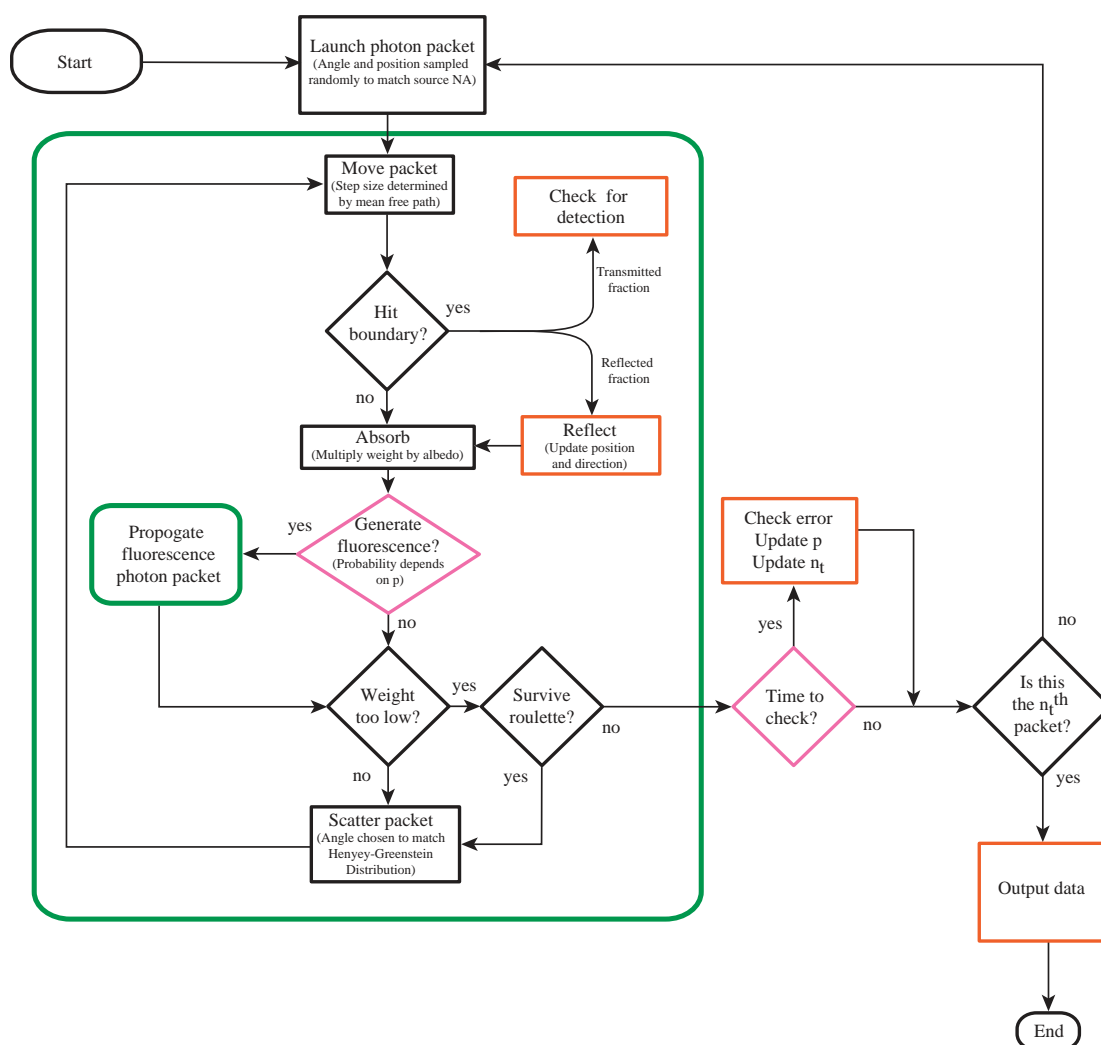 Start
Launch photon packet
(Angle and position sampled
randomly to match source NA)
Move packet
(Step size determined
by mean free path)
Check for
detection
Transmitted
fraction
Hit
boundary?
yes
Reflected
fraction
no
Absorb
(Multiply weight by albedo)
Reflect
(Update position
and direction)
Generate
fluorescence?
(Probability depends
on p)
yes
Propogate
fluorescence
photon packet
no
Check error
Update p
Update nt
yes
Weight
too low?
yes
Survive
roulette?
no
Time to
check?
no
Is this
the nt th
packet?
no
yes
no
yes
Scatter packet
(Angle chosen to match
Henyey-Greenstein
Distribution)
Output data
End